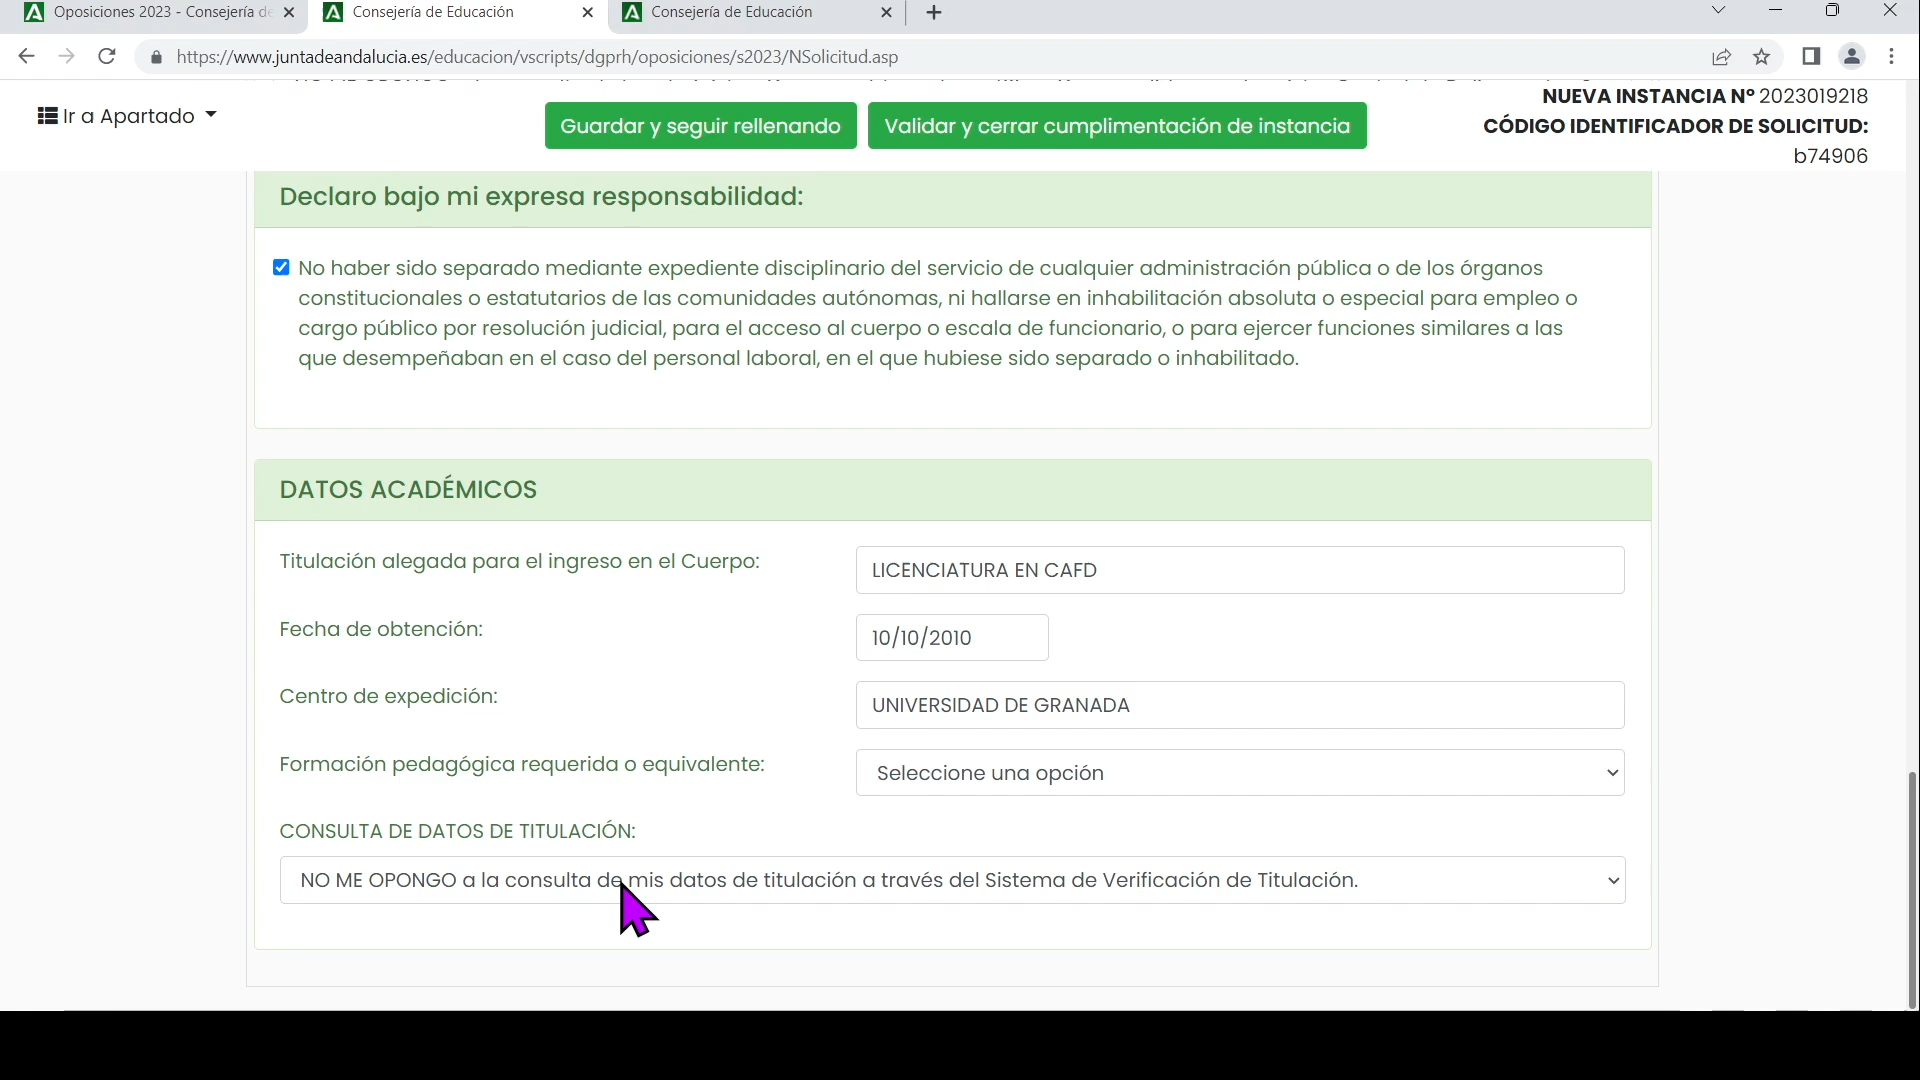 Oposiciones 2023 - Consejería de
Consejería de Educación
Consejería de Educación
https://www.juntadeandalucia.es/educacion/vscripts/dgprh/oposiciones/s2023/NSolicitud.asp
Ir a Apartado
Guardar y seguir rellenando
Validar y cerrar cumplimentación de instancia
NUEVA INSTANCIA Nº 2023019218
CÓDIGO IDENTIFICADOR DE SOLICITUD:
b74906
Declaro bajo mi expresa responsabilidad:
No haber sido separado mediante expediente disciplinario del servicio de cualquier administración pública o de los órganos
constitucionales o estatutarios de las comunidades autónomas, ni hallarse en inhabilitación absoluta o especial para empleo o
cargo público por resolución judicial, para el acceso al cuerpo o escala de funcionario, o para ejercer funciones similares a las
que desempeñaban en el caso del personal laboral, en el que hubiese sido separado o inhabilitado.
DATOS ACADÉMICOS
Titulación alegada para el ingreso en el Cuerpo:
LICENCIATURA EN CAFD
Fecha de obtención:
10/10/2010
Centro de expedición:
UNIVERSIDAD DE GRANADA
Formación pedagógica requerida o equivalente:
Seleccione una opción
CONSULTA DE DATOS DE TITULACIÓN:
NO ME OPONGO a la consulta de mis datos de titulación a través del Sistema de Verificación de Titulación.